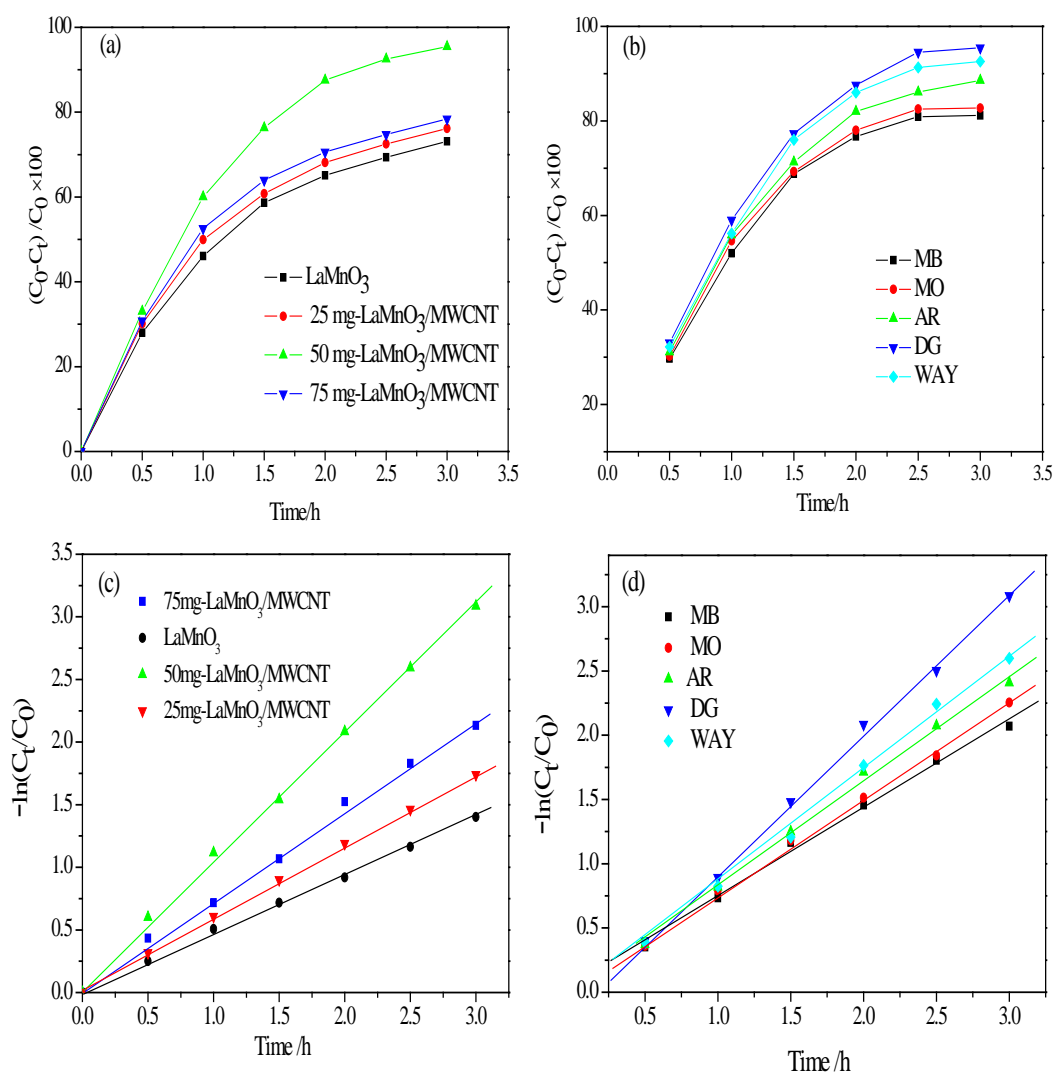 (a)
(C₀-Cₜ) /C₀ ×100
100
80
60
40
20
0
LaMnO₃
25 mg-LaMnO₃/MWCNT
50 mg-LaMnO₃/MWCNT
75 mg-LaMnO₃/MWCNT
0.0 0.5 1.0 1.5 2.0 2.5 3.0 3.5
Time/h
(b)
(C₀-Cₜ) /C₀ ×100
100
80
60
40
20
MB
MO
AR
DG
WAY
0.0 0.5 1.0 1.5 2.0 2.5 3.0 3.5
Time/h
(c)
−ln(Cₜ/C₀)
3.5
3.0
2.5
2.0
1.5
1.0
0.5
0.0
75mg-LaMnO₃/MWCNT
LaMnO₃
50mg-LaMnO₃/MWCNT
25mg-LaMnO₃/MWCNT
0.0 0.5 1.0 1.5 2.0 2.5 3.0
Time /h
(d)
−ln(Cₜ/C₀)
3.0
2.5
2.0
1.5
1.0
0.5
0.0
MB
MO
AR
DG
WAY
0.5 1.0 1.5 2.0 2.5 3.0
Time /h